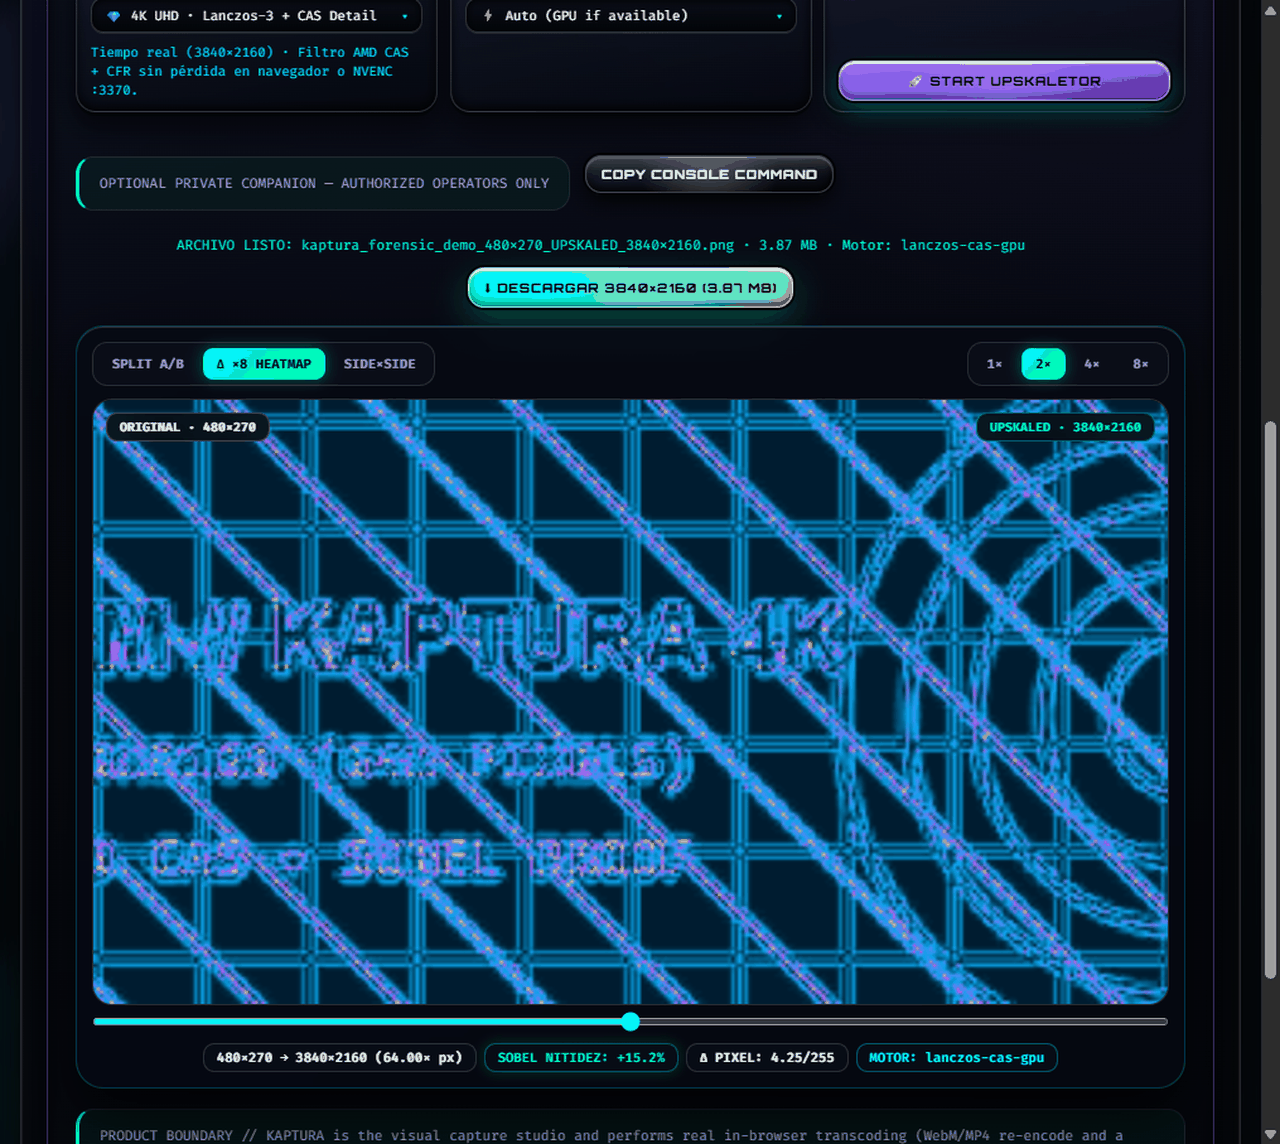 4K UHD · Lanczos-3 + CAS Detail
Auto (GPU if available)
Tiempo real (3840×2160) · Filtro AMD CAS
+ CFR sin pérdida en navegador o NVENC
:3370.
START UPSKALETOR
OPTIONAL PRIVATE COMPANION — AUTHORIZED OPERATORS ONLY
COPY CONSOLE COMMAND
ARCHIVO LISTO: kaptura_forensic_demo_480×270_UPSKALED_3840×2160.png · 3.87 MB · Motor: lanczos-cas-gpu
⬇ DESCARGAR 3840×2160 (3.87 MB)
SPLIT A/B
Δ ×8 HEATMAP
SIDE×SIDE
1×
2×
4×
8×
ORIGINAL · 480×270
UPSKALED · 3840×2160
KAPTURA 4K
PIXELS)
CAS — SOBEL
480×270 → 3840×2160 (64.00× px)
SOBEL NITIDEZ: +15.2%
Δ PIXEL: 4.25/255
MOTOR: lanczos-cas-gpu
PRODUCT BOUNDARY // KAPTURA is the visual capture studio and performs real in-browser transcoding (WebM/MP4 re-encode and a